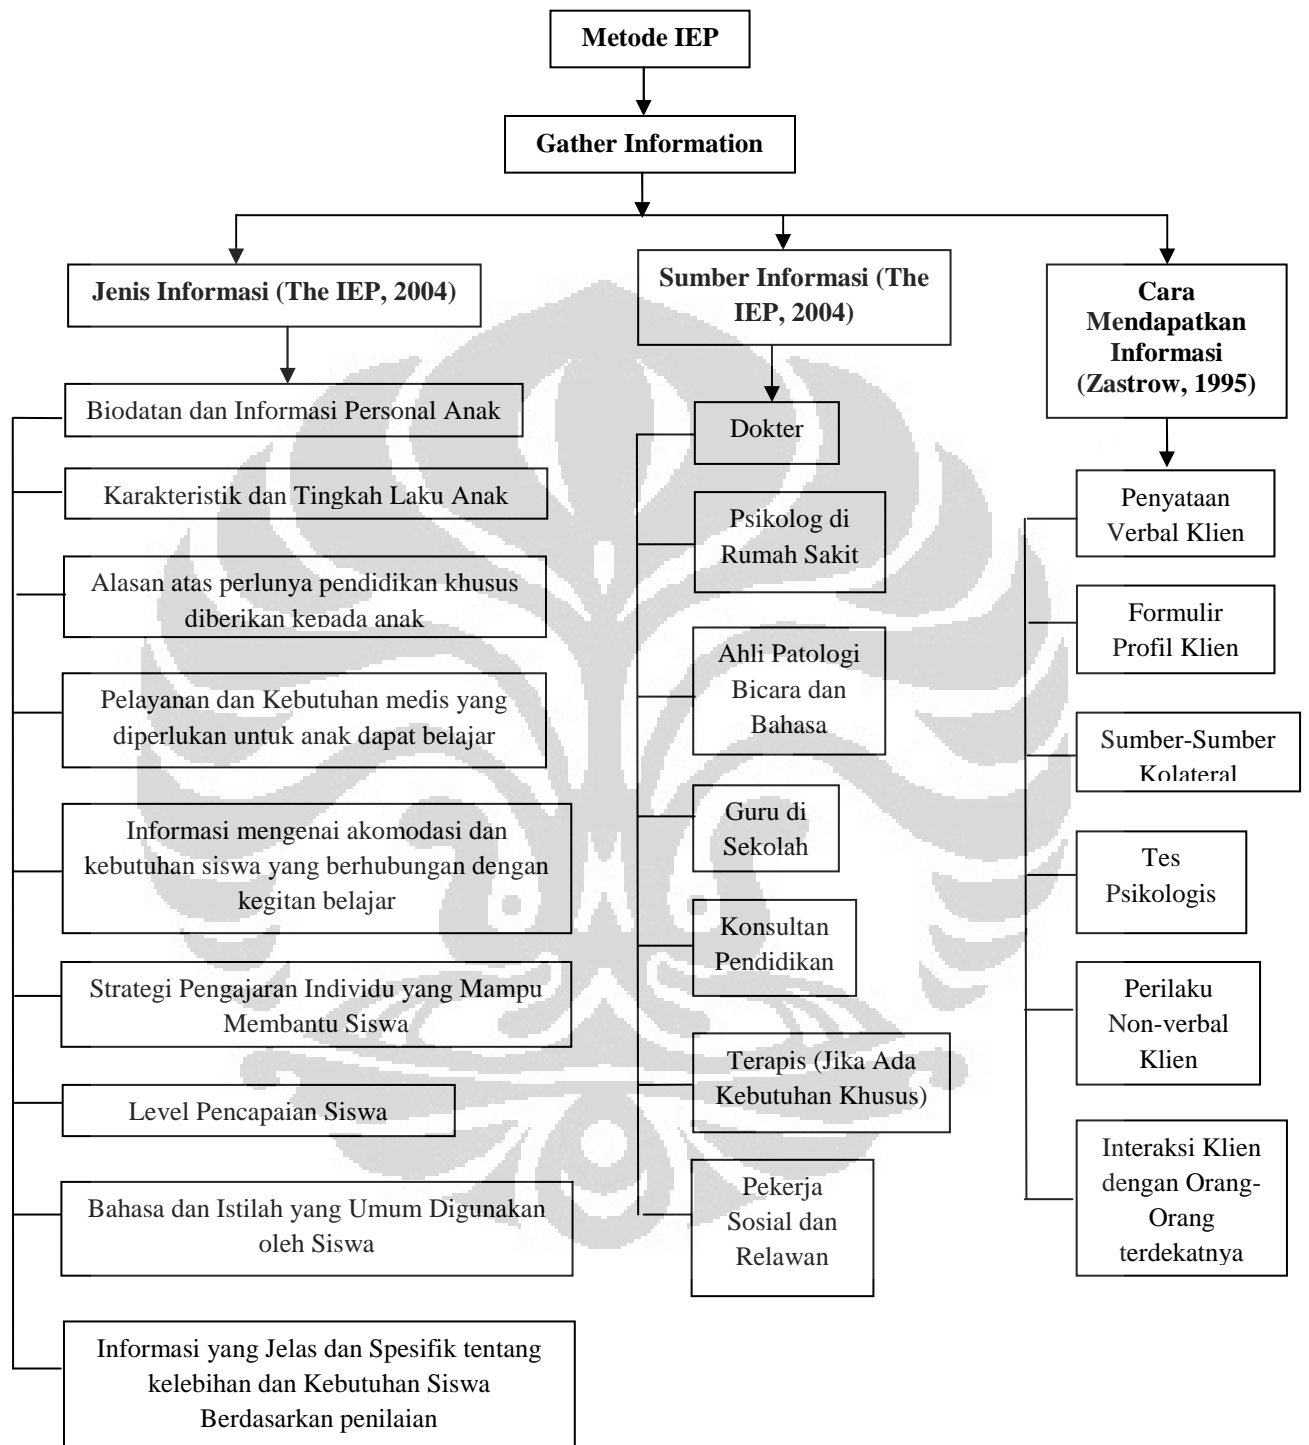 Metode IEP
Gather Information
Jenis Informasi (The IEP, 2004)
Biodatan dan Informasi Personal Anak
Karakteristik dan Tingkah Laku Anak
Alasan atas perlunya pendidikan khusus
diberikan kepada anak
Pelayanan dan Kebutuhan medis yang
diperlukan untuk anak dapat belajar
Informasi mengenai akomodasi dan
kebutuhan siswa yang berhubungan dengan
kegitan belajar
Strategi Pengajaran Individu yang Mampu
Membantu Siswa
Level Pencapaian Siswa
Bahasa dan Istilah yang Umum Digunakan
oleh Siswa
Informasi yang Jelas dan Spesifik tentang
kelebihan dan Kebutuhan Siswa
Berdasarkan penilaian
Sumber Informasi (The
IEP, 2004)
Dokter
Psikolog di
Rumah Sakit
Ahli Patologi
Bicara dan
Bahasa
Guru di
Sekolah
Konsultan
Pendidikan
Terapis (Jika Ada
Kebutuhan Khusus)
Pekerja
Sosial dan
Relawan
Cara
Mendapatkan
Informasi
(Zastrow, 1995)
Penyataan
Verbal Klien
Formulir
Profil Klien
Sumber-Sumber
Kolateral
Tes
Psikologis
Perilaku
Non-verbal
Klien
Interaksi Klien
dengan Orang-
Orang
terdekatnya